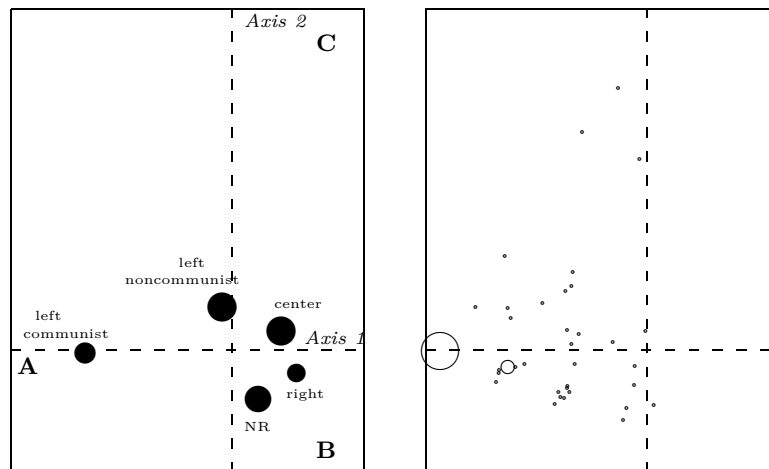 Axis 2
C
left
noncommunist
center
left
communist
Axis 1
A
right
NR
B